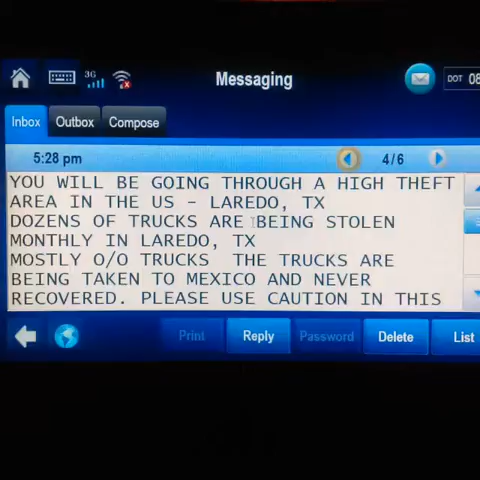 3G
Messaging
DOT 08
Inbox Outbox Compose
5:28 pm 4/6
YOU WILL BE GOING THROUGH A HIGH THEFT
AREA IN THE US - LAREDO, TX
DOZENS OF TRUCKS ARE BEING STOLEN
MONTHLY IN LAREDO, TX
MOSTLY O/O TRUCKS THE TRUCKS ARE
BEING TAKEN TO MEXICO AND NEVER
RECOVERED. PLEASE USE CAUTION IN THIS
Print Reply Password Delete List